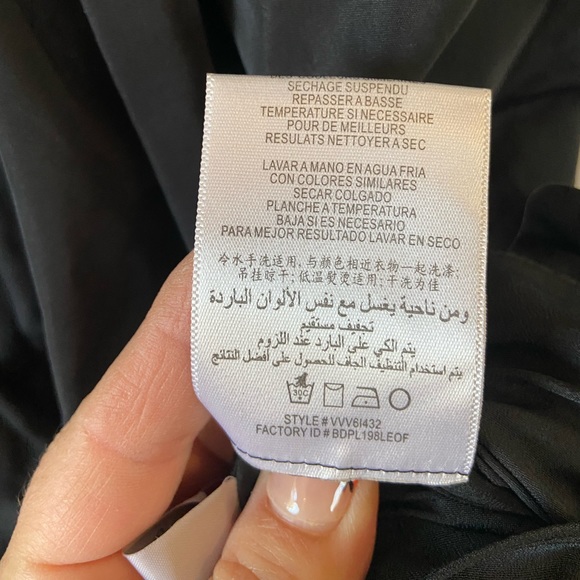 SECHAGE SUSPENDU
REPASSER A BASSE
TEMPERATURE SI NECESSAIRE
POUR DE MEILLEURS
RESULATS NETTOYER A SEC
LAVAR A MANO EN AGUA FRIA
CON COLORES SIMILARES
SECAR COLGADO
PLANCHE A TEMPERATURA
BAJA SI ES NECESARIO
PARA MEJOR RESULTADO LAVAR EN SECO
冷水手洗适用,与颜色相近衣物一起洗涤;
吊挂晾干;低温熨烫适用;干洗为佳
ومن ناحية يغسل مع نفس الألوان الباردة
تجفيف مستقيم
يتم الكي على البارد عند اللزوم
يتم استخدام التنظيف الجاف للحصول على أفضل النتائج
30C
STYLE # VVV6I432
FACTORY ID # BDPL198LEOF